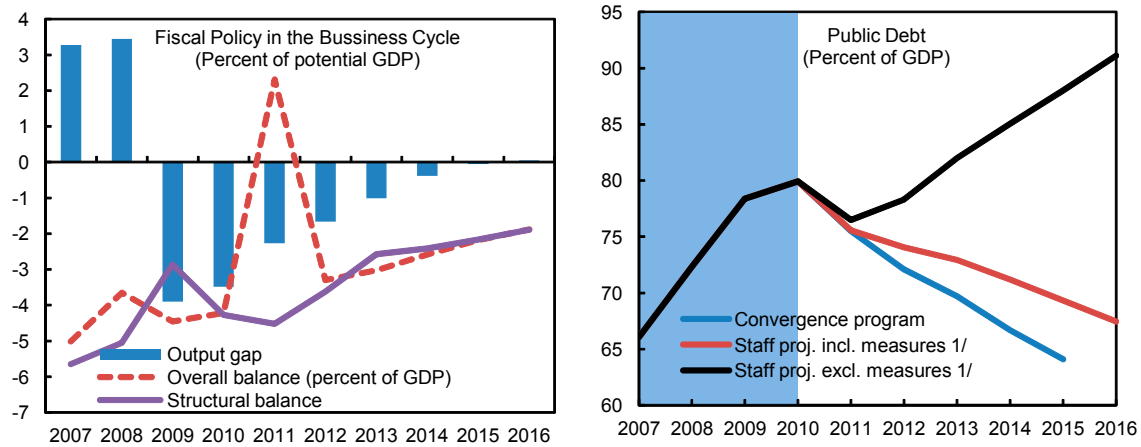 Fiscal Policy in the Bussiness Cycle
(Percent of potential GDP)
4
3
2
1
0
-1
-2
-3
-4
-5
-6
-7
Output gap
Overall balance (percent of GDP)
Structural balance
2007 2008 2009 2010 2011 2012 2013 2014 2015 2016
Public Debt
(Percent of GDP)
95
90
85
80
75
70
65
60
Convergence program
Staff proj. incl. measures 1/
Staff proj. excl. measures 1/
2007 2008 2009 2010 2011 2012 2013 2014 2015 2016